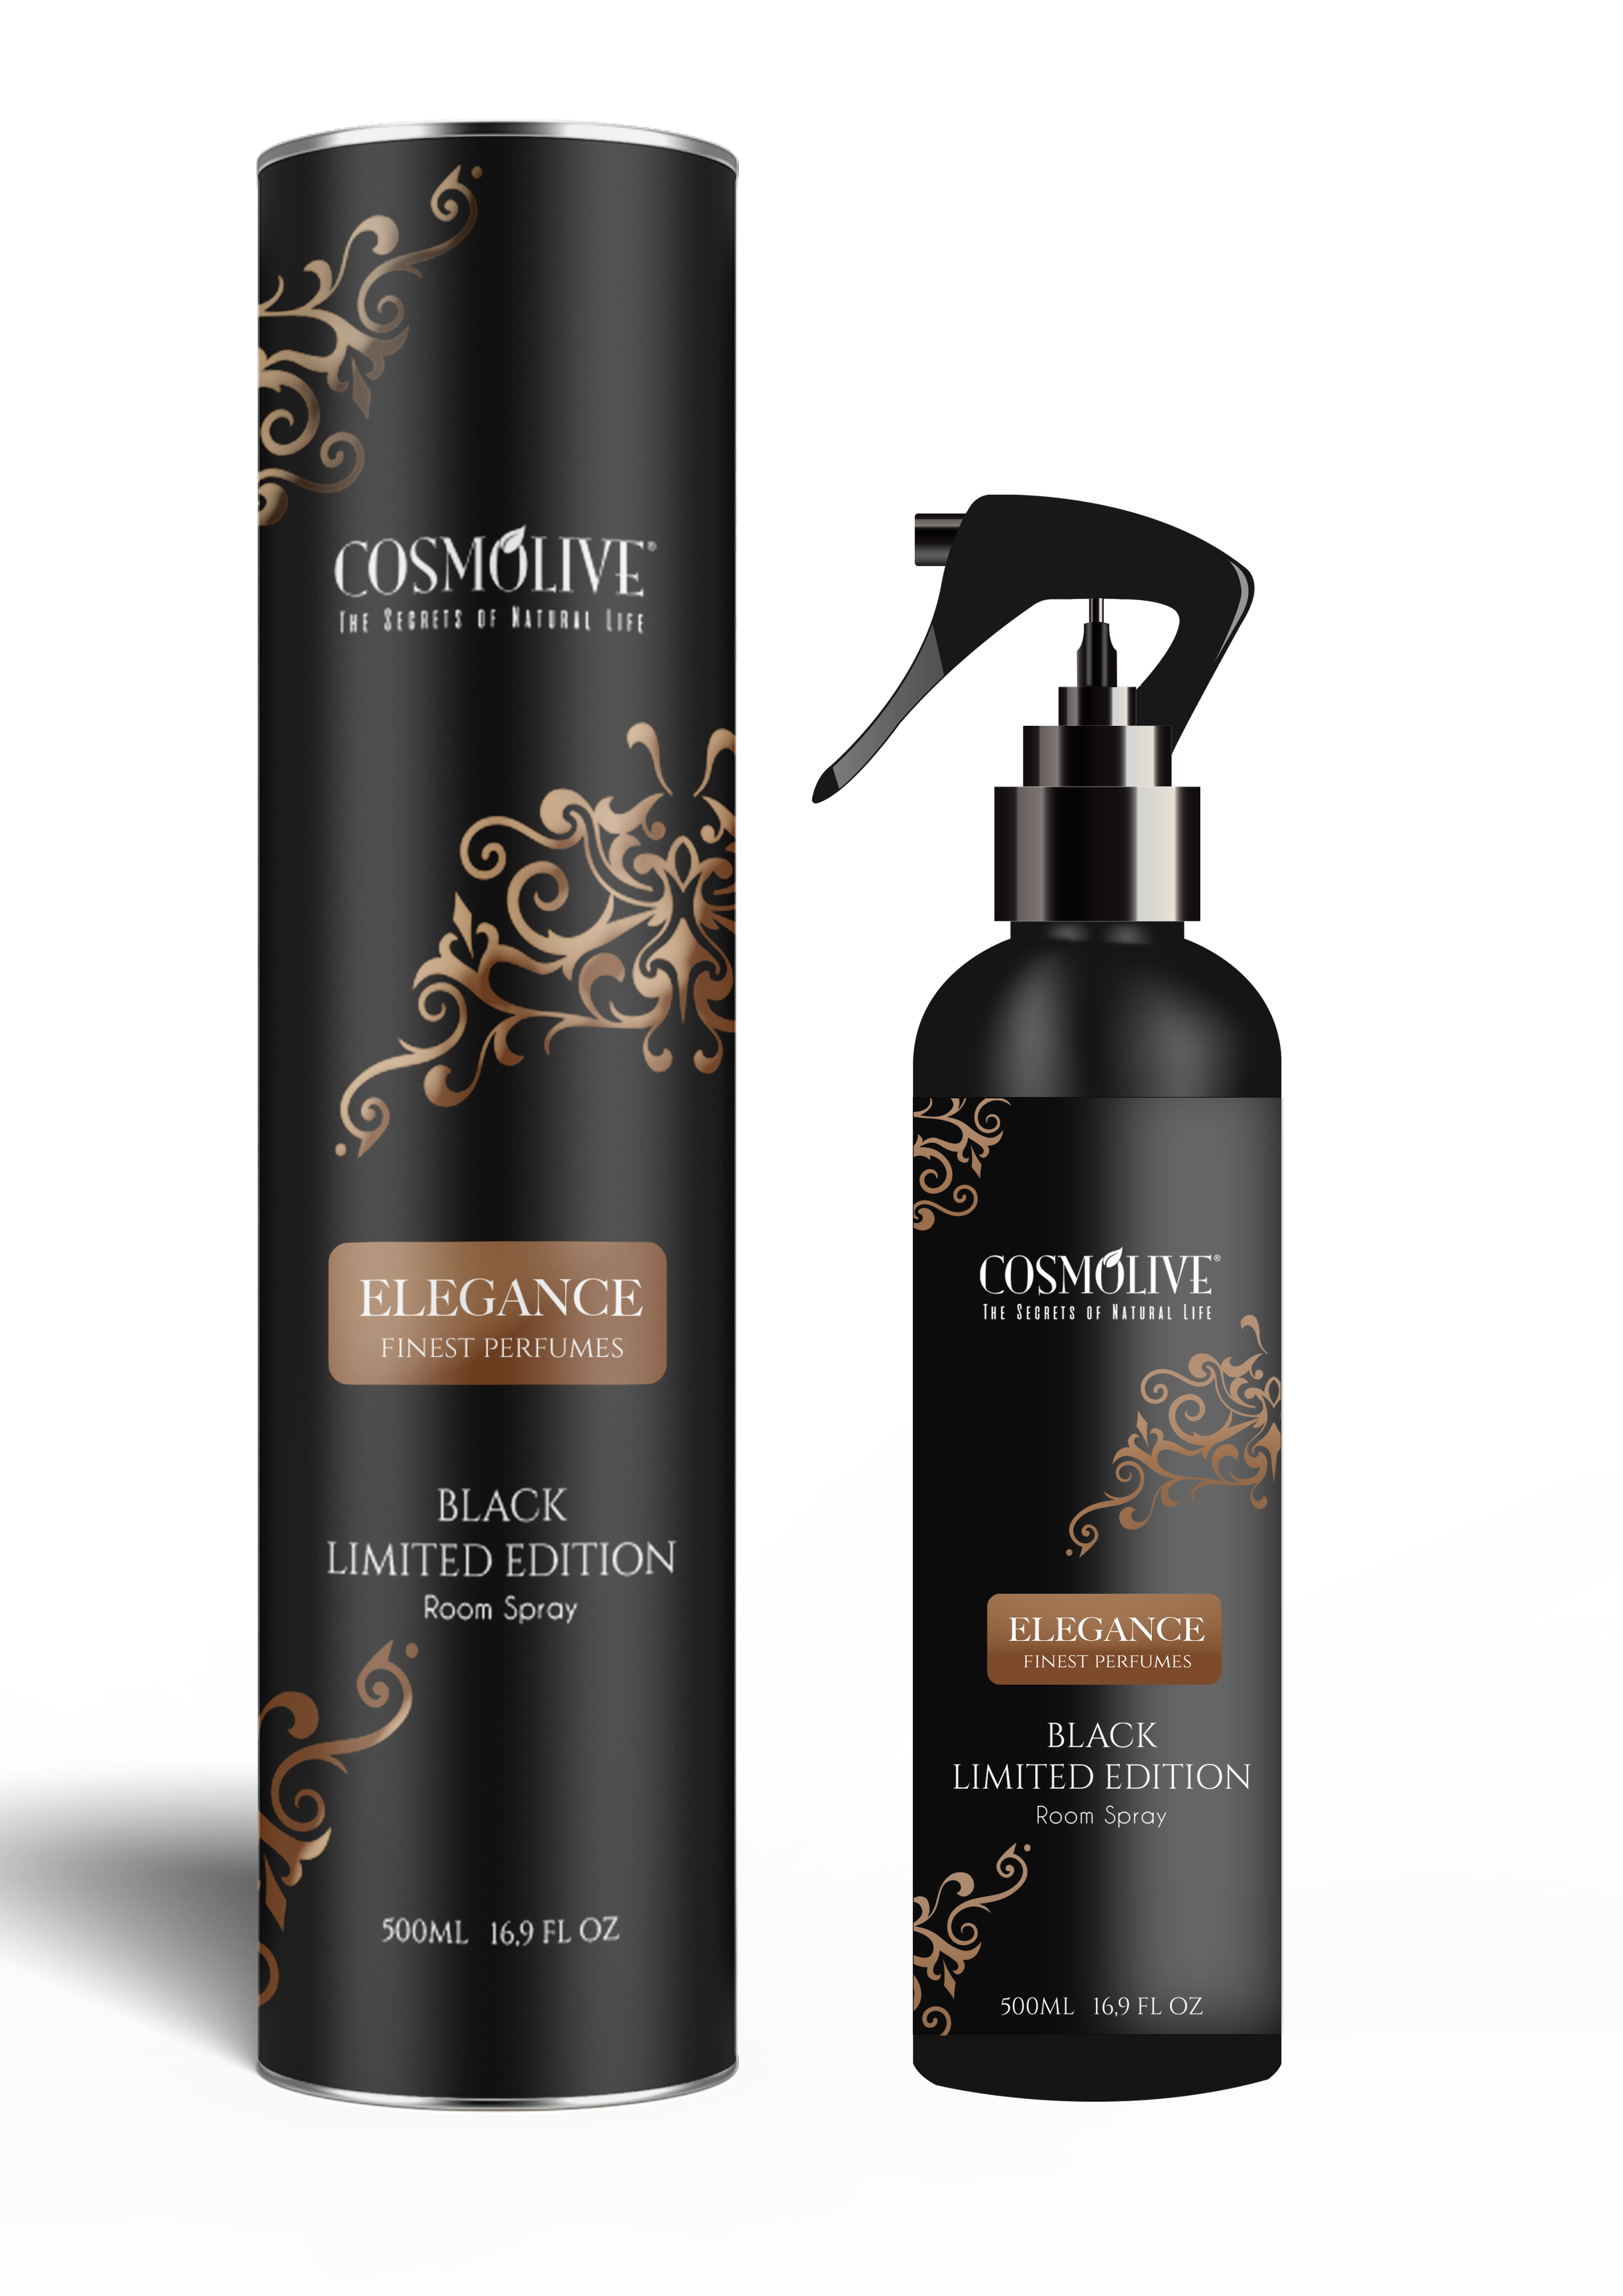 COSMOLIVE®
THE SECRETS OF NATURAL LIFE
ELEGANCE
FINEST PERFUMES
BLACK
LIMITED EDITION
Room Spray
500ML 16,9 FL OZ
COSMOLIVE®
THE SECRETS OF NATURAL LIFE
ELEGANCE
FINEST PERFUMES
BLACK
LIMITED EDITION
Room Spray
500ML 16,9 FL OZ